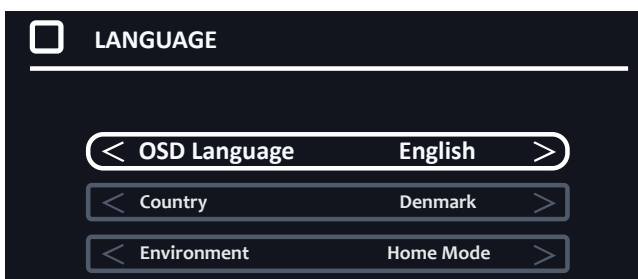 LANGUAGE
< OSD Language English >
< Country Denmark >
< Environment Home Mode >